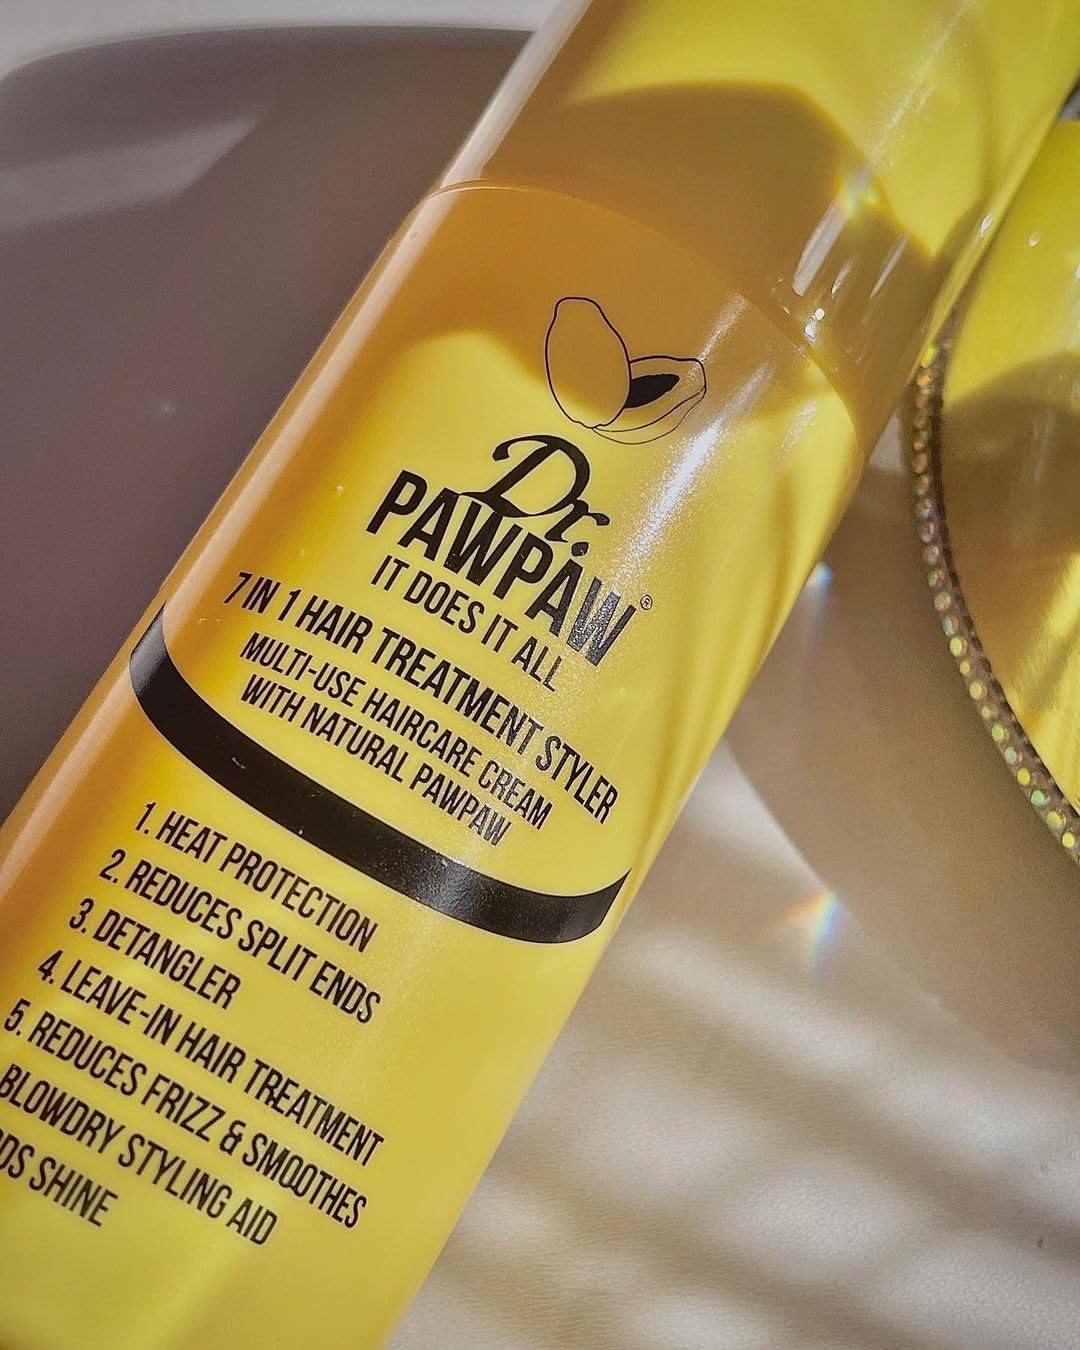 Dr.
PAWPAW®
IT DOES IT ALL
7 IN 1 HAIR TREATMENT STYLER
MULTI-USE HAIRCARE CREAM
WITH NATURAL PAWPAW
1. HEAT PROTECTION
2. REDUCES SPLIT ENDS
3. DETANGLER
4. LEAVE-IN HAIR TREATMENT
5. REDUCES FRIZZ & SMOOTHES
BLOWDRY STYLING AID
SHINE